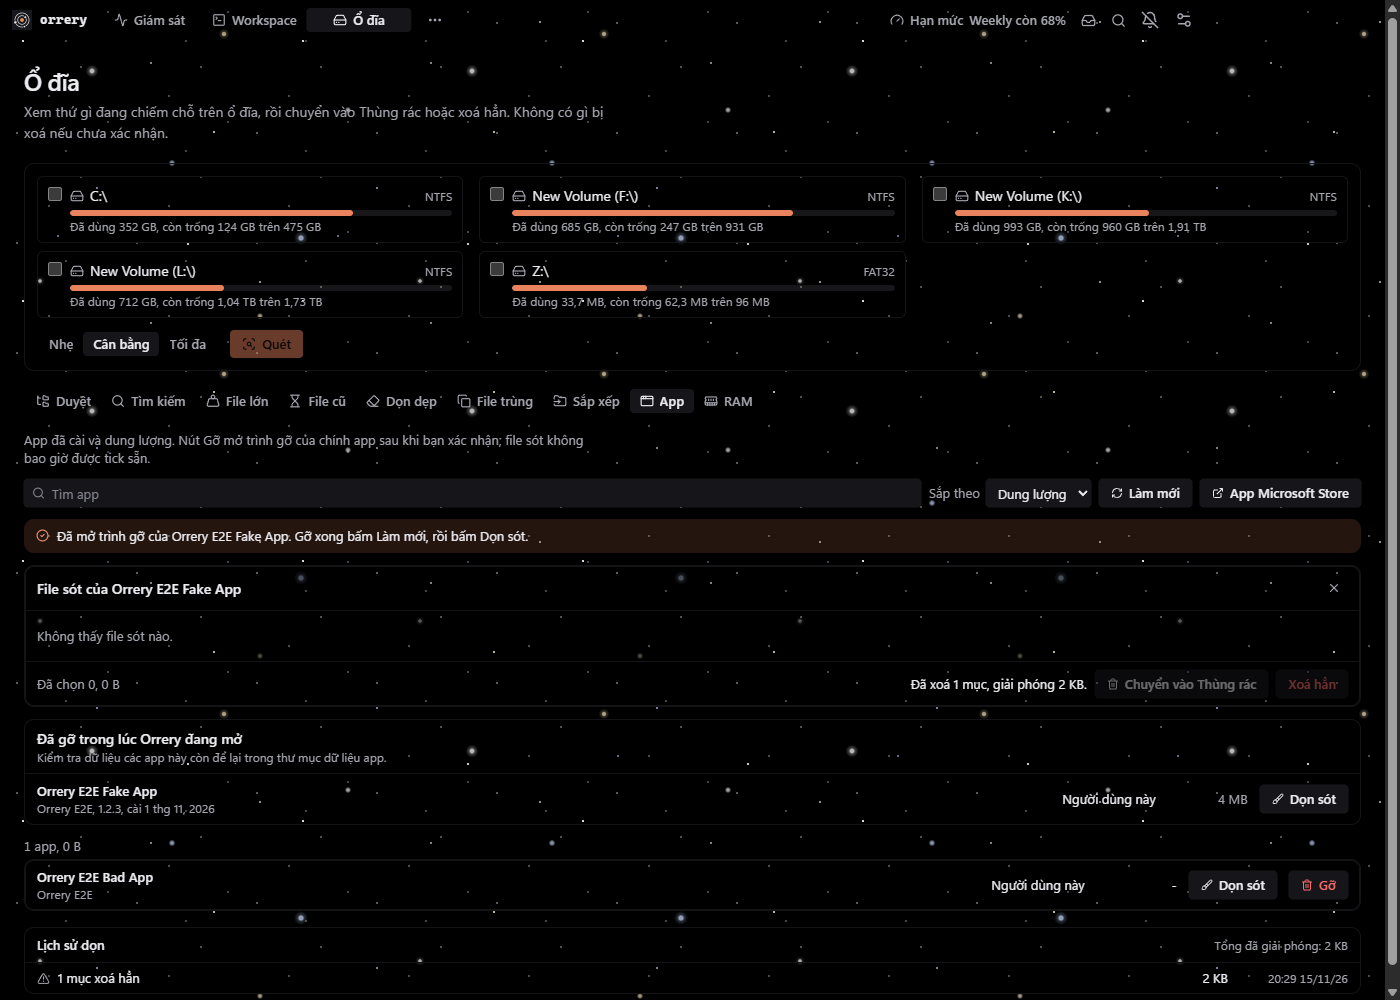 orrery
Giám sát
Workspace
Ổ đĩa
Hạn mức Weekly còn 68%
Ổ đĩa
Xem thứ gì đang chiếm chỗ trên ổ đĩa, rồi chuyển vào Thùng rác hoặc xoá hẳn. Không có gì bị
xoá nếu chưa xác nhận.
C:\
NTFS
Đã dùng 352 GB, còn trống 124 GB trên 475 GB
New Volume (F:\)
NTFS
Đã dùng 685 GB, còn trống 247 GB trên 931 GB
New Volume (K:\)
NTFS
Đã dùng 993 GB, còn trống 960 GB trên 1,91 TB
New Volume (L:\)
NTFS
Đã dùng 712 GB, còn trống 1,04 TB trên 1,73 TB
Z:\
FAT32
Đã dùng 33,7 MB, còn trống 62,3 MB trên 96 MB
Nhẹ
Cân bằng
Tối đa
Quét
Duyệt
Tìm kiếm
File lớn
File cũ
Dọn dẹp
File trùng
Sắp xếp
App
RAM
App đã cài và dung lượng. Nút Gỡ mở trình gỡ của chính app sau khi bạn xác nhận; file sót không
bao giờ được tick sẵn.
Tìm app
Sắp theo
Dung lượng
Làm mới
App Microsoft Store
Đã mở trình gỡ của Orrery E2E Fake App. Gỡ xong bấm Làm mới, rồi bấm Dọn sót.
File sót của Orrery E2E Fake App
Không thấy file sót nào.
Đã chọn 0, 0 B
Đã xoá 1 mục, giải phóng 2 KB.
Chuyển vào Thùng rác
Xoá hẳn
Đã gỡ trong lúc Orrery đang mở
Kiểm tra dữ liệu các app này còn để lại trong thư mục dữ liệu app.
Orrery E2E Fake App
Orrery E2E, 1.2.3, cài 1 thg 11, 2026
Người dùng này
4 MB
Dọn sót
1 app, 0 B
Orrery E2E Bad App
Orrery E2E
Người dùng này
-
Dọn sót
Gỡ
Lịch sử dọn
Tổng đã giải phóng: 2 KB
1 mục xoá hẳn
2 KB
20:29 15/11/26